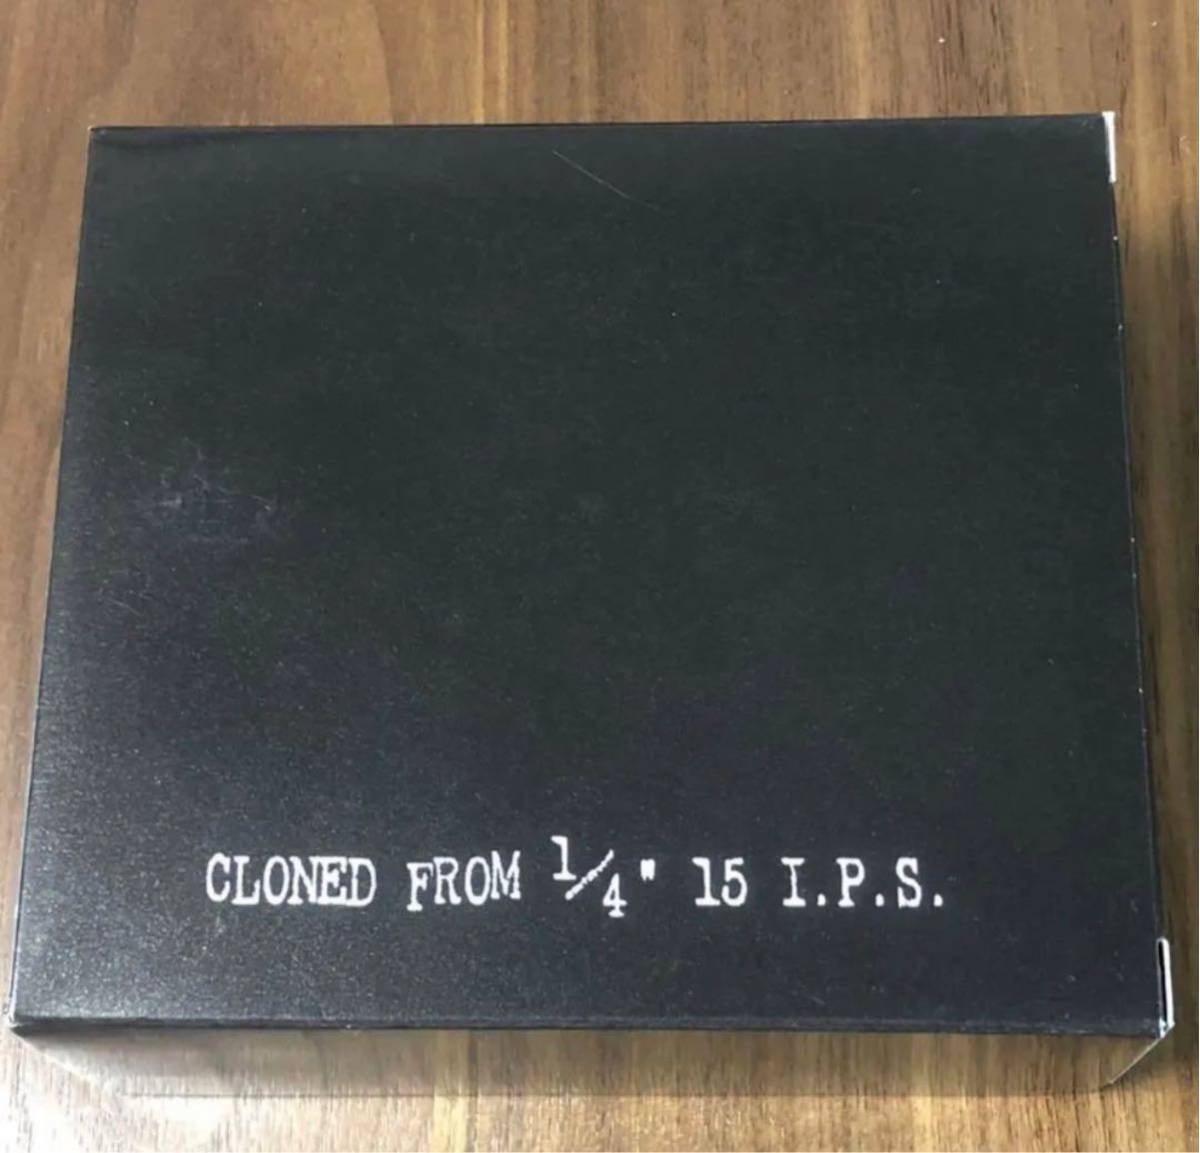 CLONED FROM 1/4" 15 I.P.S.